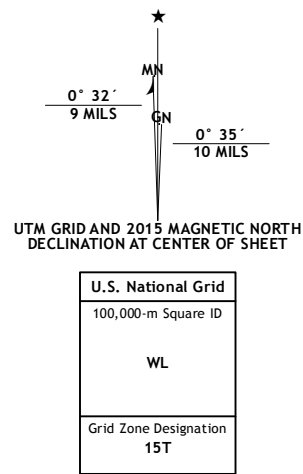 ★
MN
0° 32´
9 MILS
GN
0° 35´
10 MILS
UTM GRID AND 2015 MAGNETIC NORTH
DECLINATION AT CENTER OF SHEET
U.S. National Grid
100,000-m Square ID
WL
Grid Zone Designation
15T